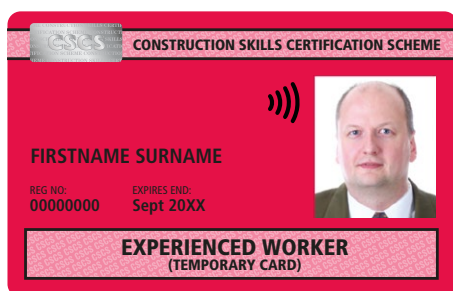 CSCS
CONSTRUCTION SKILLS CERTIFICATION SCHEME
FIRSTNAME SURNAME
REG NO:
EXPIRES END:
00000000
Sept 20XX
EXPERIENCED WORKER
(TEMPORARY CARD)